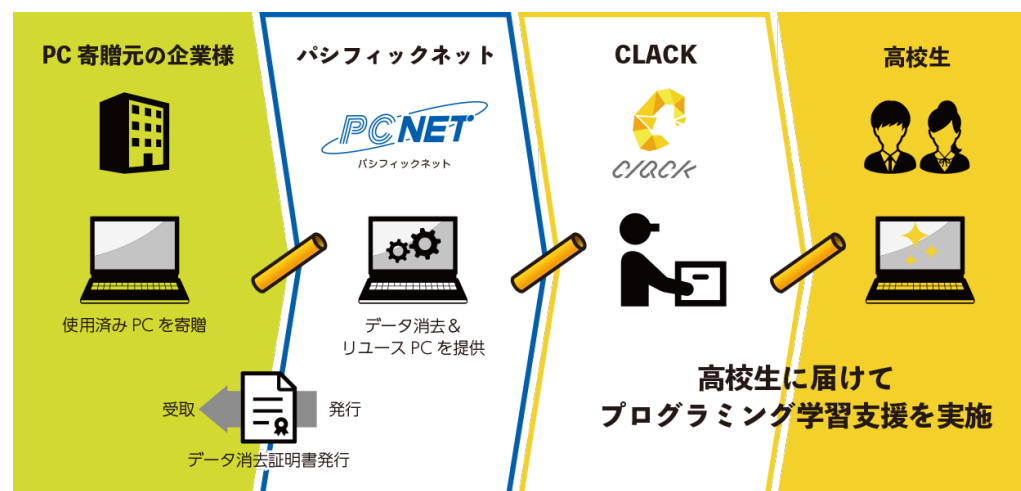 PC 寄贈元の企業様
パシフィックネット
CLACK
高校生
PC NET
パシフィックネット
CLACK
使用済み PC を寄贈
データ消去＆
リユース PC を提供
高校生に届けて
プログラミング学習支援を実施
受取
発行
データ消去証明書発行